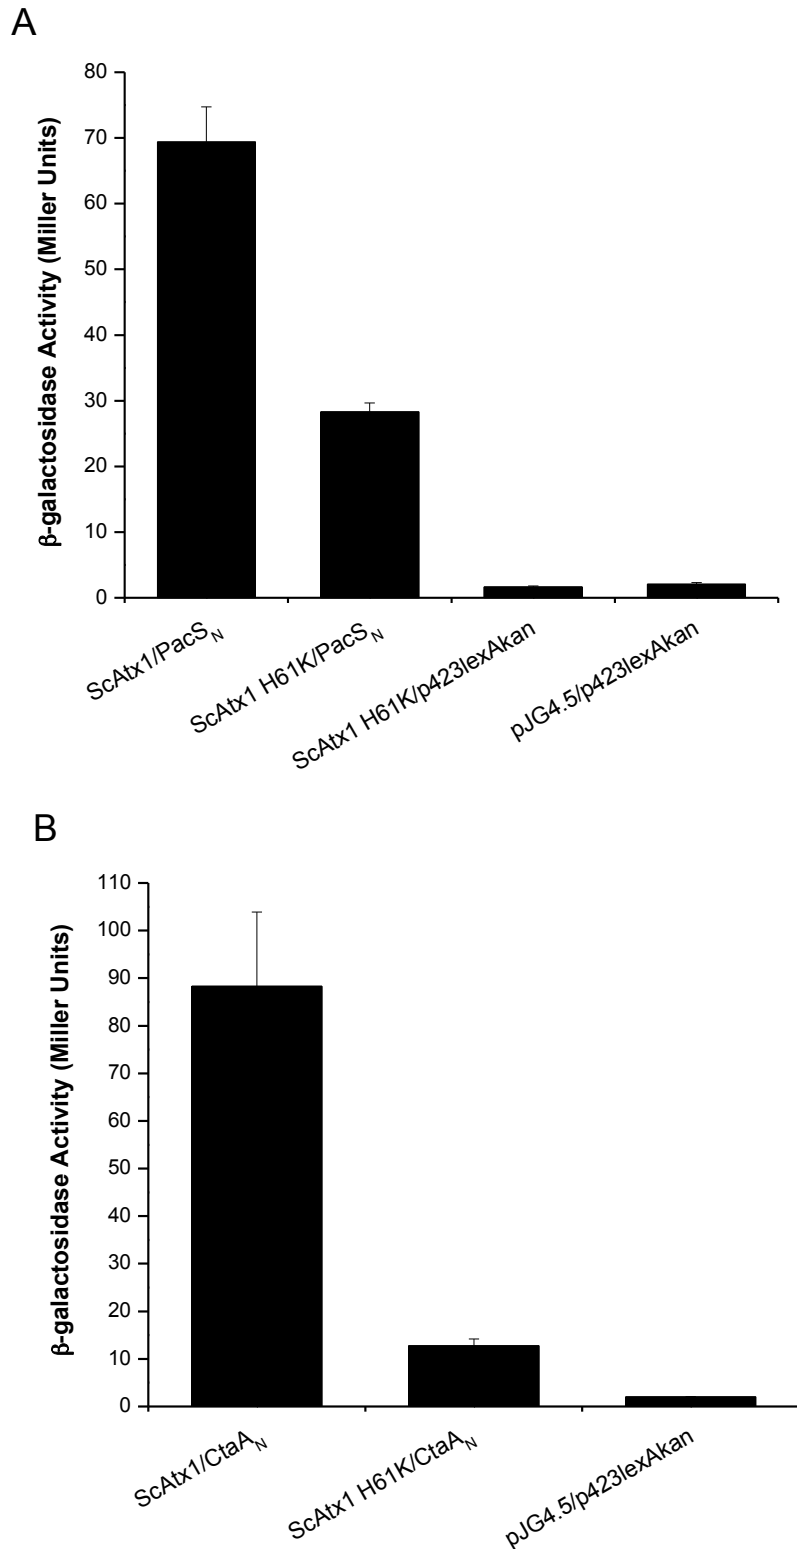 A
β-galactosidase Activity (Miller Units)
80
70
60
50
40
30
20
10
0
ScAtx1/PacS_N
ScAtx1 H61K/PacS_N
ScAtx1 H61K/p423lexAkan
pJG4.5/p423lexAkan
B
β-galactosidase Activity (Miller Units)
110
100
90
80
70
60
50
40
30
20
10
0
ScAtx1/CtaA_N
ScAtx1 H61K/CtaA_N
pJG4.5/p423lexAkan